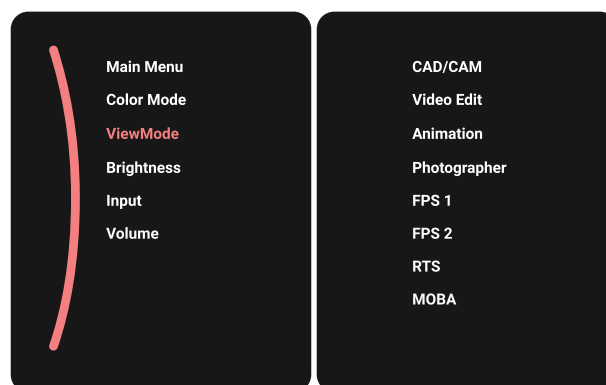 Main Menu
Color Mode
ViewMode
Brightness
Input
Volume
CAD/CAM
Video Edit
Animation
Photographer
FPS 1
FPS 2
RTS
MOBA